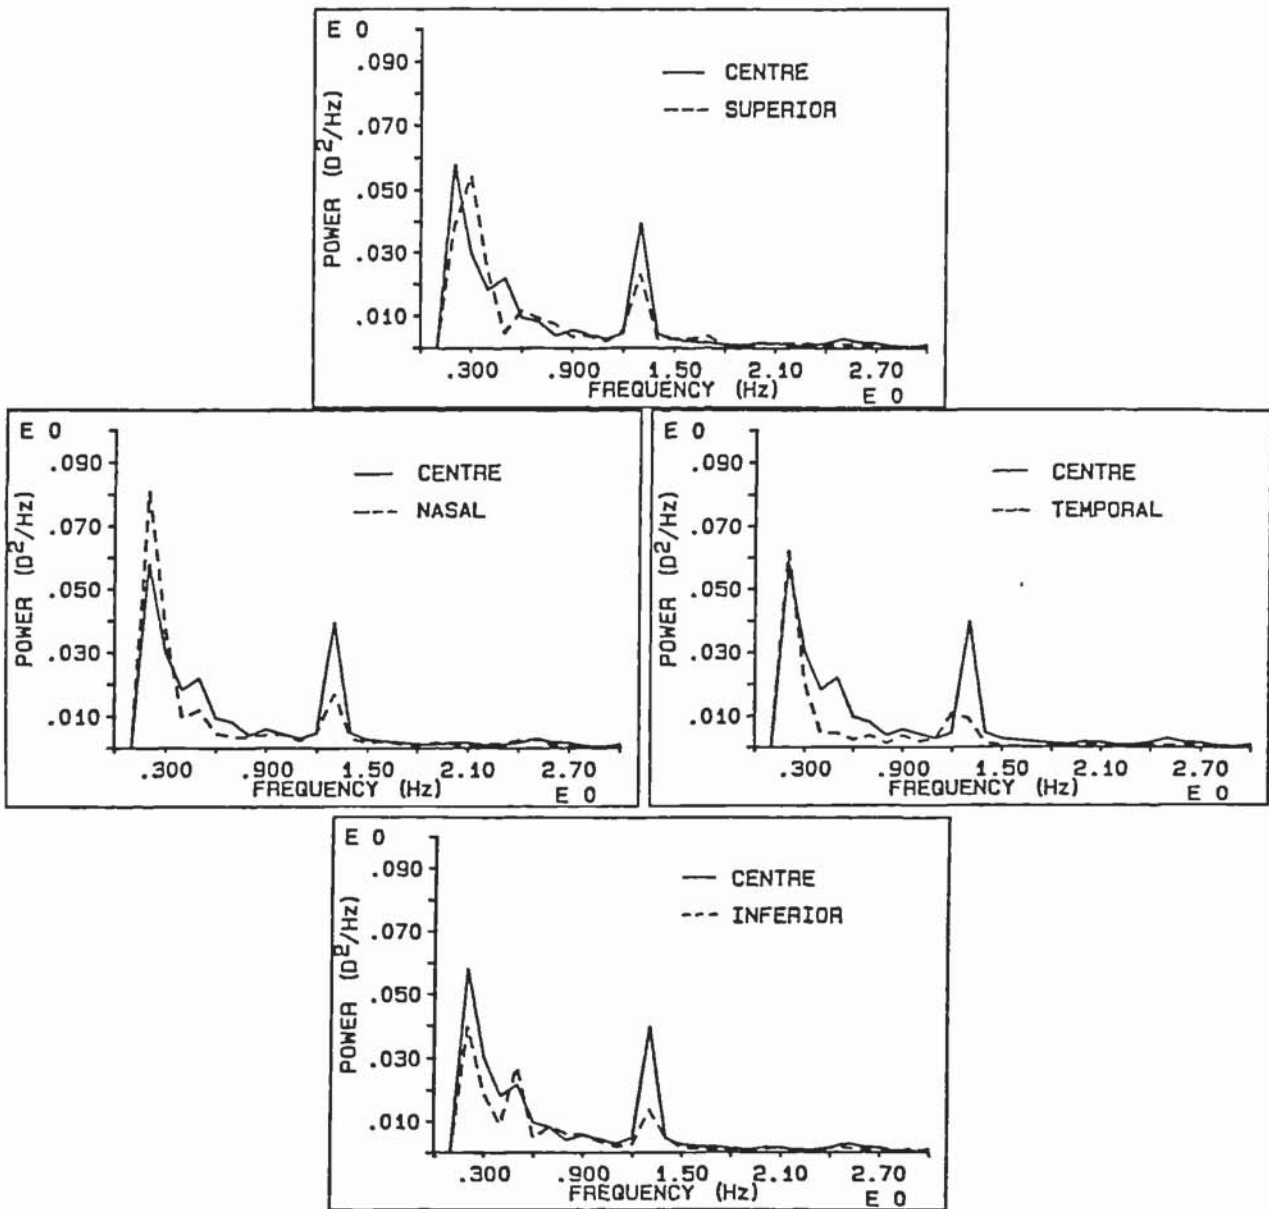 E 0
.090
.070
.050
.030
.010
POWER (D²/Hz)
CENTRE
SUPERIOR
.300 .900 1.50 2.10 2.70
FREQUENCY (Hz)
E 0
E 0
.090
.070
.050
.030
.010
POWER (D²/Hz)
CENTRE
NASAL
.300 .900 1.50 2.10 2.70
FREQUENCY (Hz)
E 0
E 0
.090
.070
.050
.030
.010
POWER (D²/Hz)
CENTRE
TEMPORAL
.300 .900 1.50 2.10 2.70
FREQUENCY (Hz)
E 0
E 0
.090
.070
.050
.030
.010
POWER (D²/Hz)
CENTRE
INFERIOR
.300 .900 1.50 2.10 2.70
FREQUENCY (Hz)
E 0